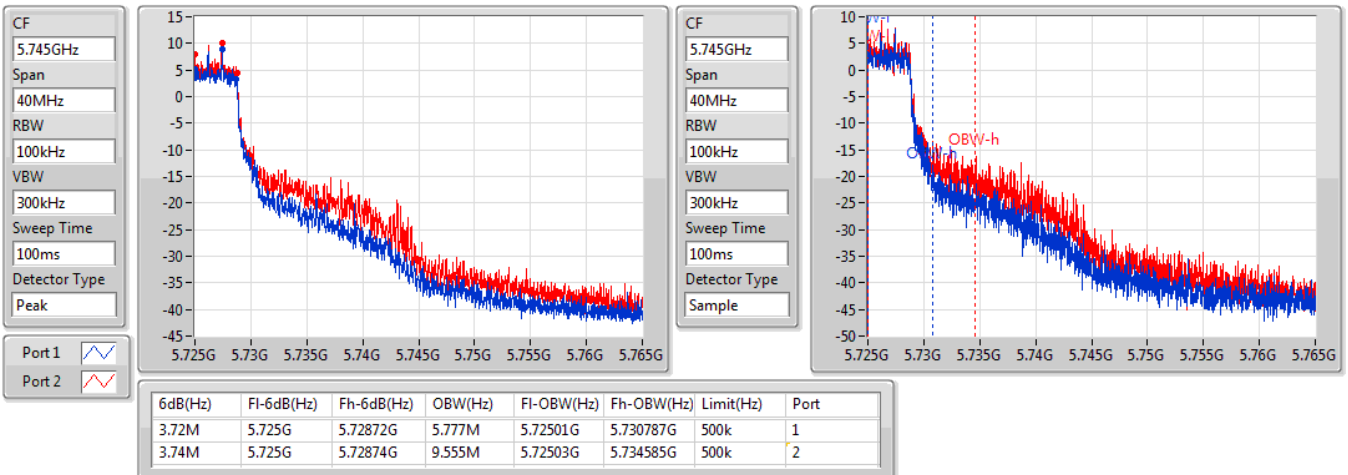 CF
5.745GHz
Span
40MHz
RBW
100kHz
VBW
300kHz
Sweep Time
100ms
Detector Type
Peak
Port 1
Port 2
15
10
5
0
-5
-10
-15
-20
-25
-30
-35
-40
-45
5.725G 5.73G 5.735G 5.74G 5.745G 5.75G 5.755G 5.76G 5.765G
CF
5.745GHz
Span
40MHz
RBW
100kHz
VBW
300kHz
Sweep Time
100ms
Detector Type
Sample
10
5
0
-5
-10
-15
-20
-25
-30
-35
-40
-45
-50
OBW-h
OBW-h
5.725G 5.73G 5.735G 5.74G 5.745G 5.75G 5.755G 5.76G 5.765G
6dB(Hz) Fl-6dB(Hz) Fh-6dB(Hz) OBW(Hz) Fl-OBW(Hz) Fh-OBW(Hz) Limit(Hz) Port
3.72M 5.725G 5.72872G 5.777M 5.72501G 5.730787G 500k 1
3.74M 5.725G 5.72874G 9.555M 5.72503G 5.734585G 500k 2